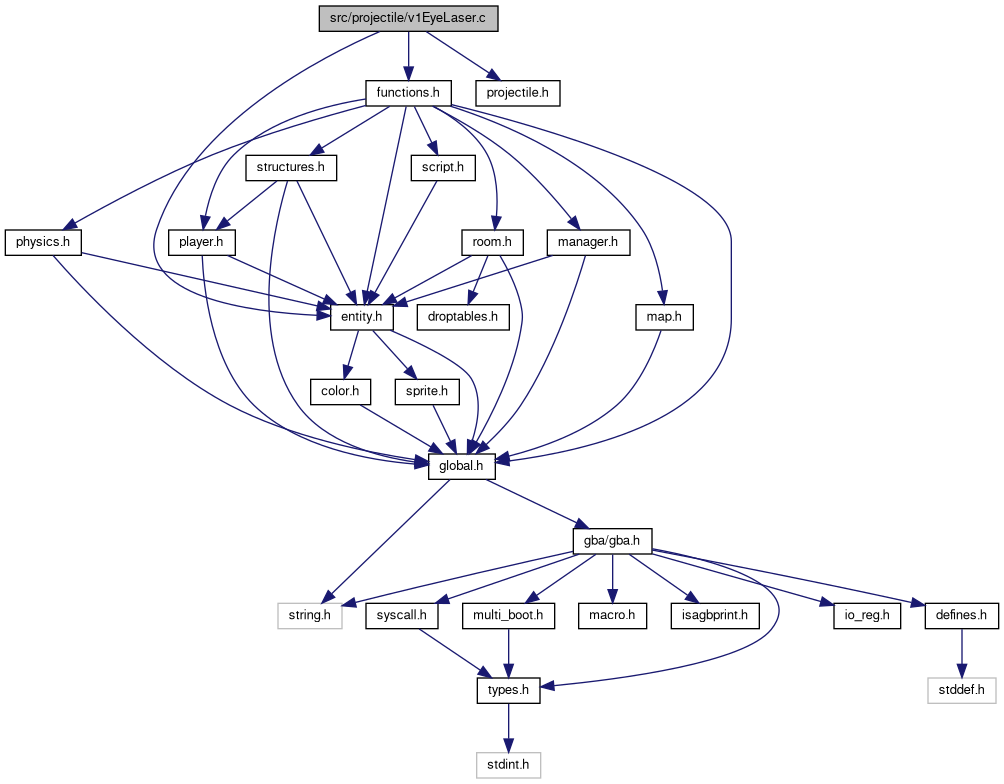 src/projectile/v1EyeLaser.c
functions.h
projectile.h
structures.h
script.h
physics.h
player.h
room.h
manager.h
entity.h
droptables.h
map.h
color.h
sprite.h
global.h
gba/gba.h
string.h
syscall.h
multi_boot.h
macro.h
isagbprint.h
io_reg.h
defines.h
types.h
stddef.h
stdint.h